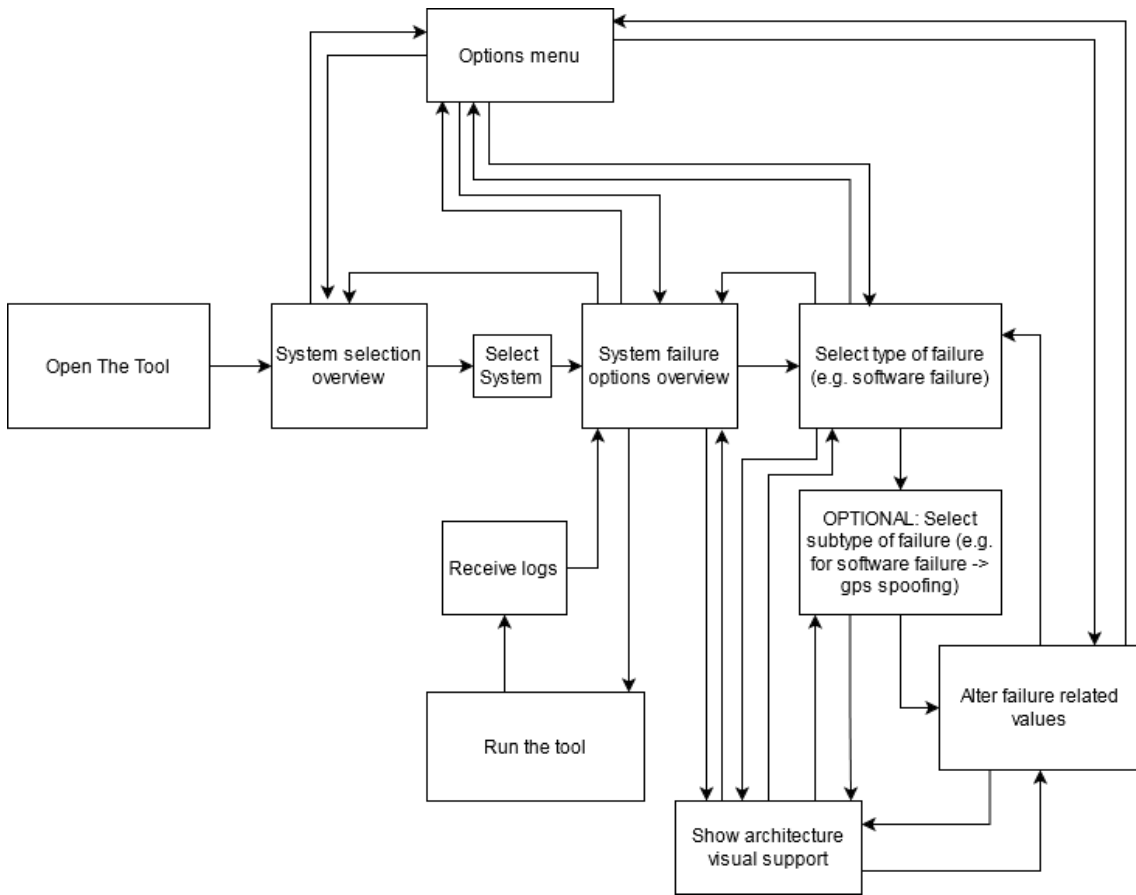 Options menu
Open The Tool
System selection
overview
Select
System
System failure
options overview
Select type of failure
(e.g. software failure)
OPTIONAL: Select
subtype of failure (e.g.
for software failure ->
gps spoofing)
Receive logs
Alter failure related
values
Run the tool
Show architecture
visual support